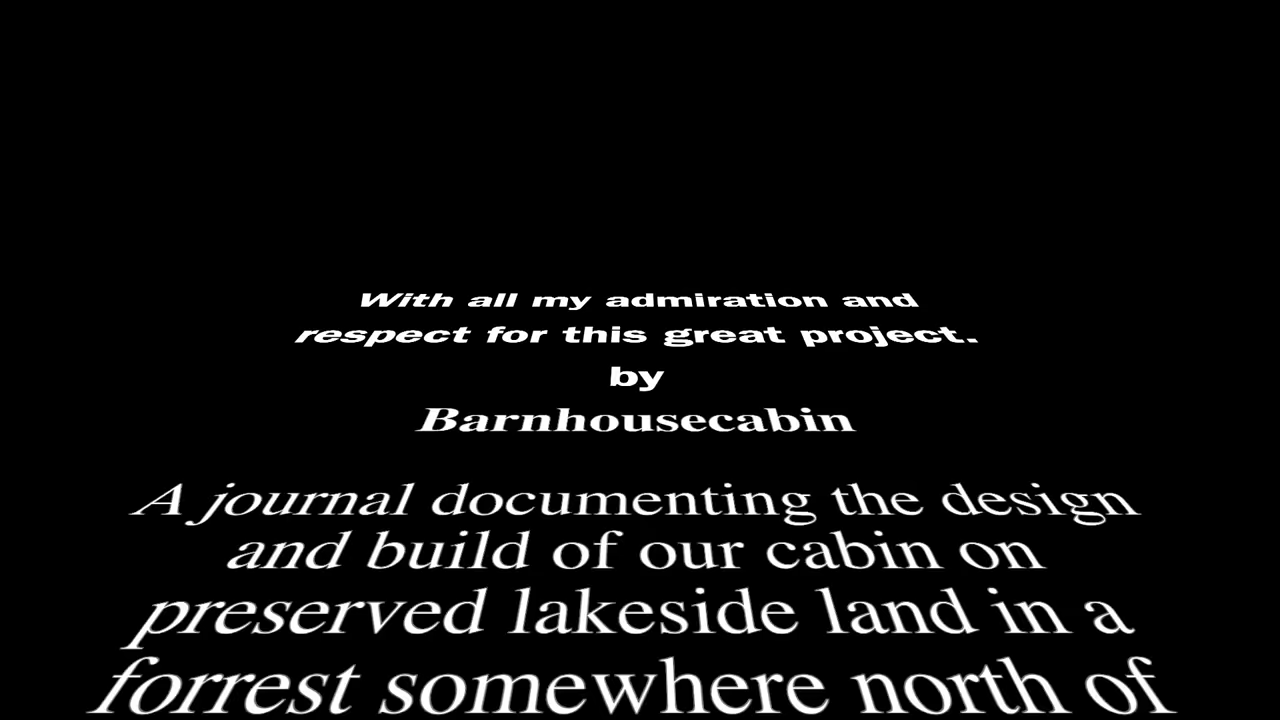 With all my admiration and
respect for this great project.
by
Barnhousecabin
A journal documenting the design
and build of our cabin on
preserved lakeside land in a
forrest somewhere north of